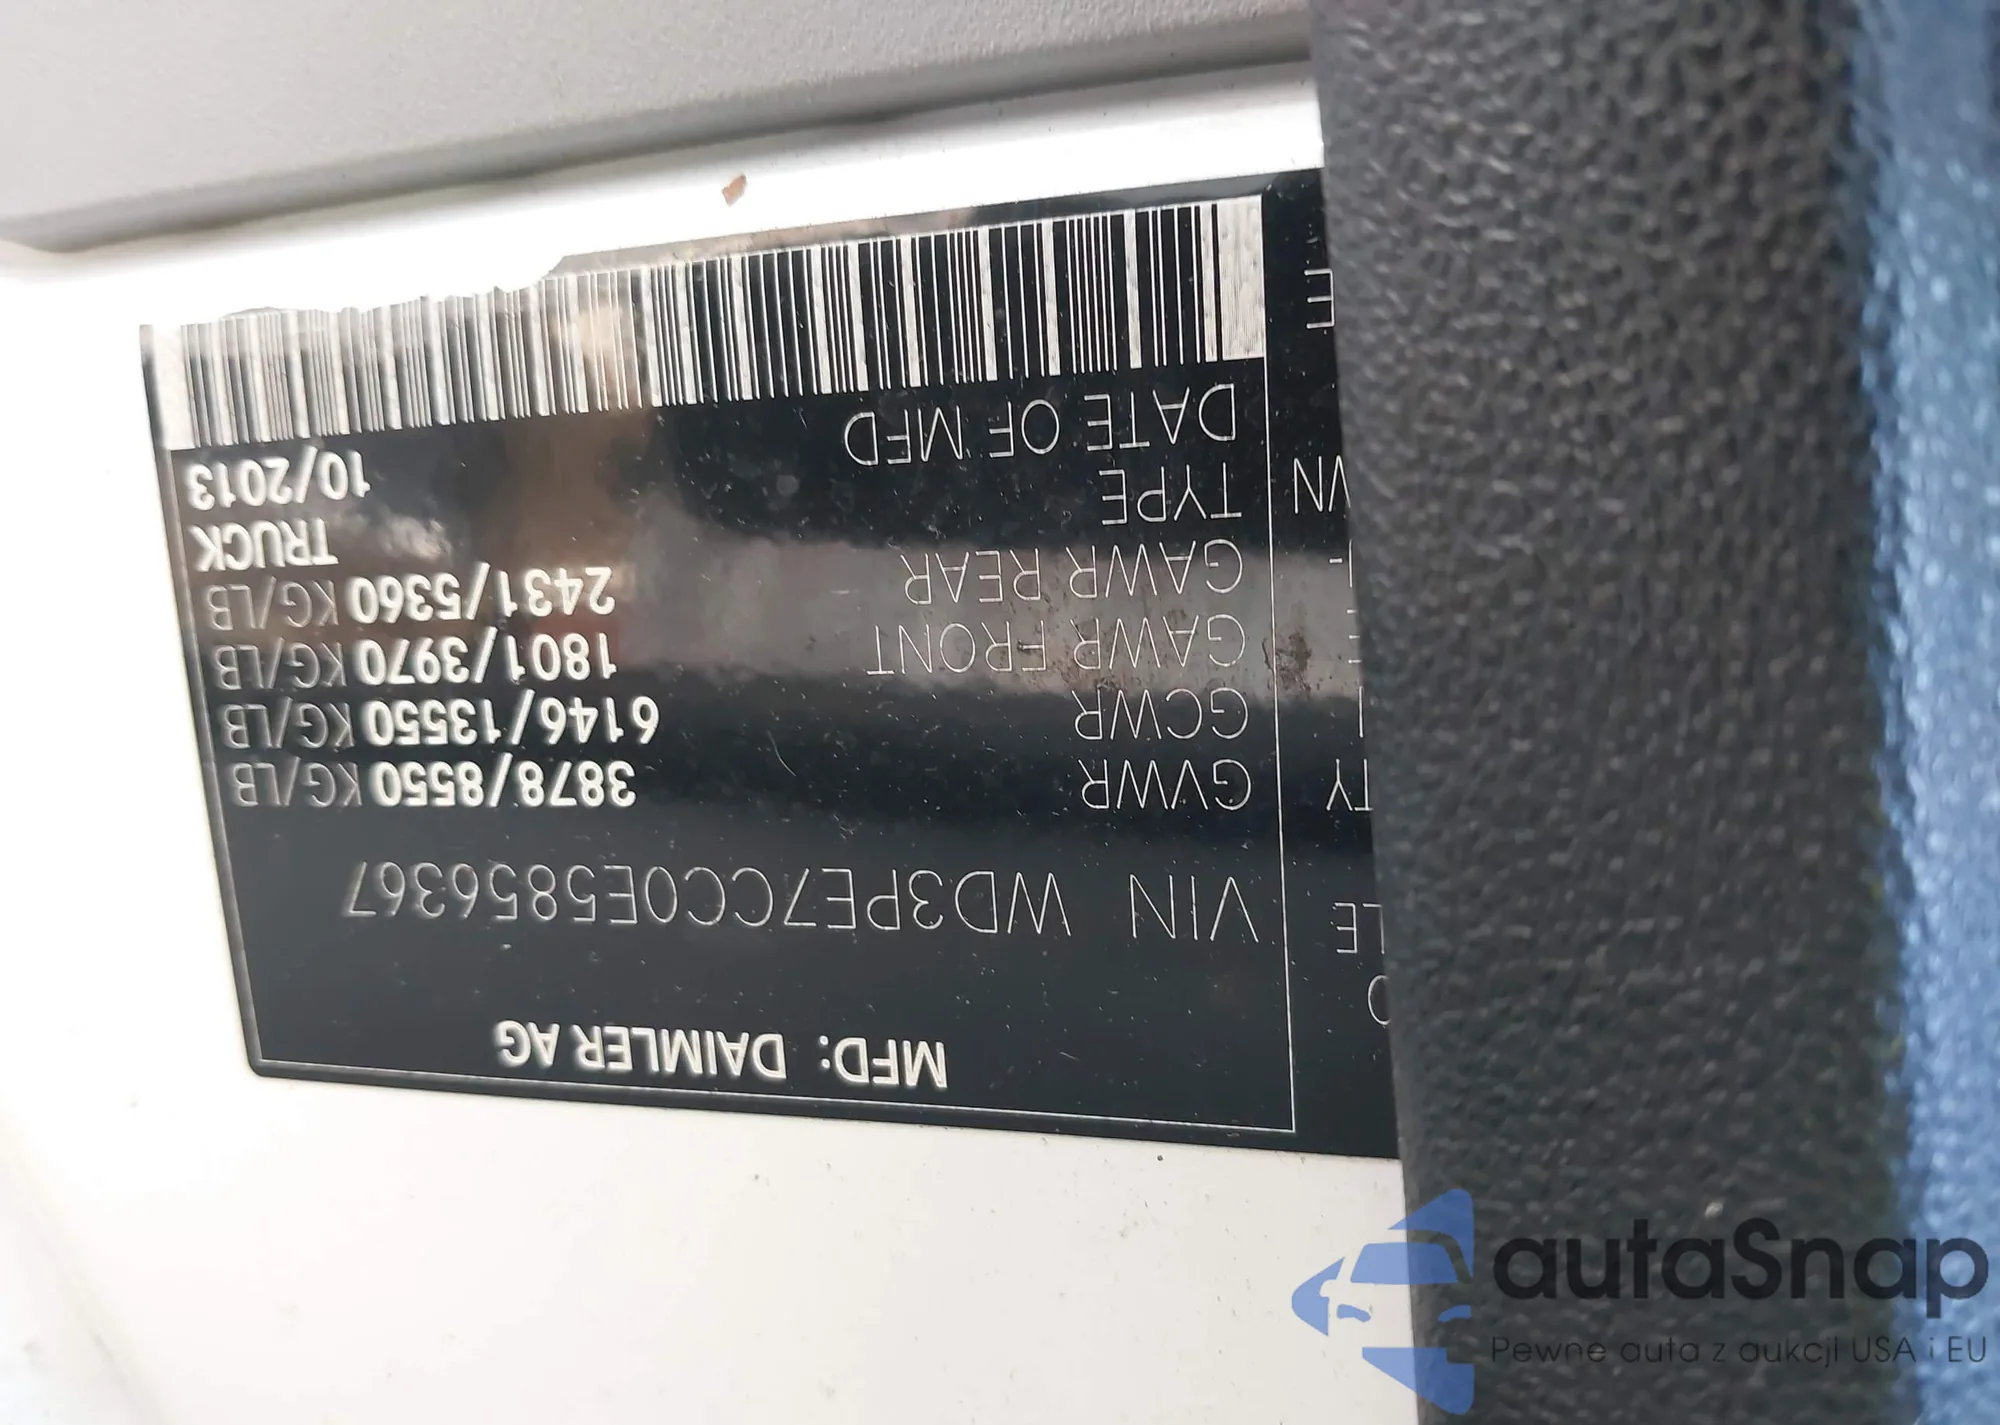 MFD: DAIMLER AG
VIN WD3PE7CC0E5856367
GVWR 3878/8550 KG/LB
GCWR 6146/13550 KG/LB
GAWR FRONT 1801/3970 KG/LB
GAWR REAR 2431/5360 KG/LB
TYPE TRUCK
DATE OF MFD 10/2013
autaSnap
Pewne auta z aukcji USA i EU